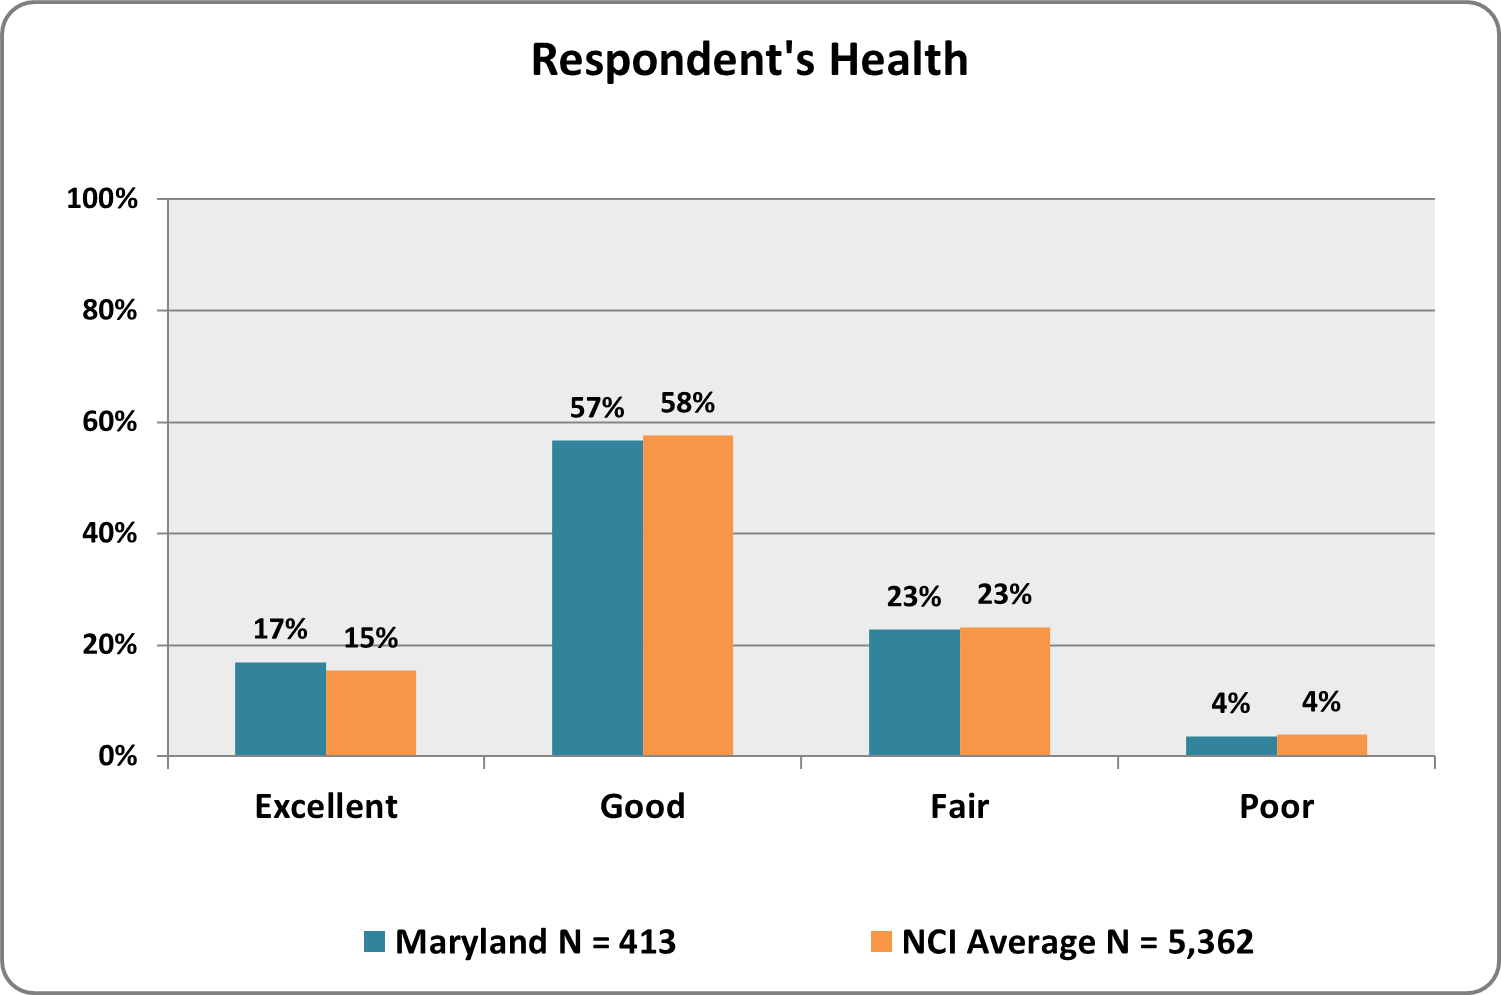 Respondent's Health
100%
80%
60%
40%
20%
0%
17%
15%
57%
58%
23%
23%
4%
4%
Excellent
Good
Fair
Poor
Maryland N = 413
NCI Average N = 5,362